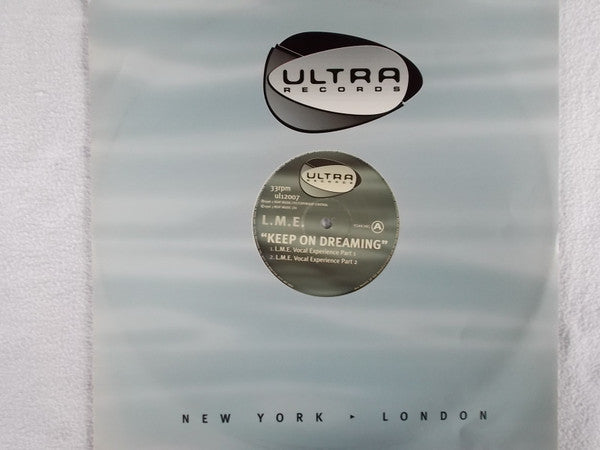 ULTRA
RECORDS
ULTRA
RECORDS
33rpm
ul12007
L.M.E.
A
"KEEP ON DREAMING"
1. L.M.E. Vocal Experience Part 1
2. L.M.E. Vocal Experience Part 2
NEW YORK ▸ LONDON